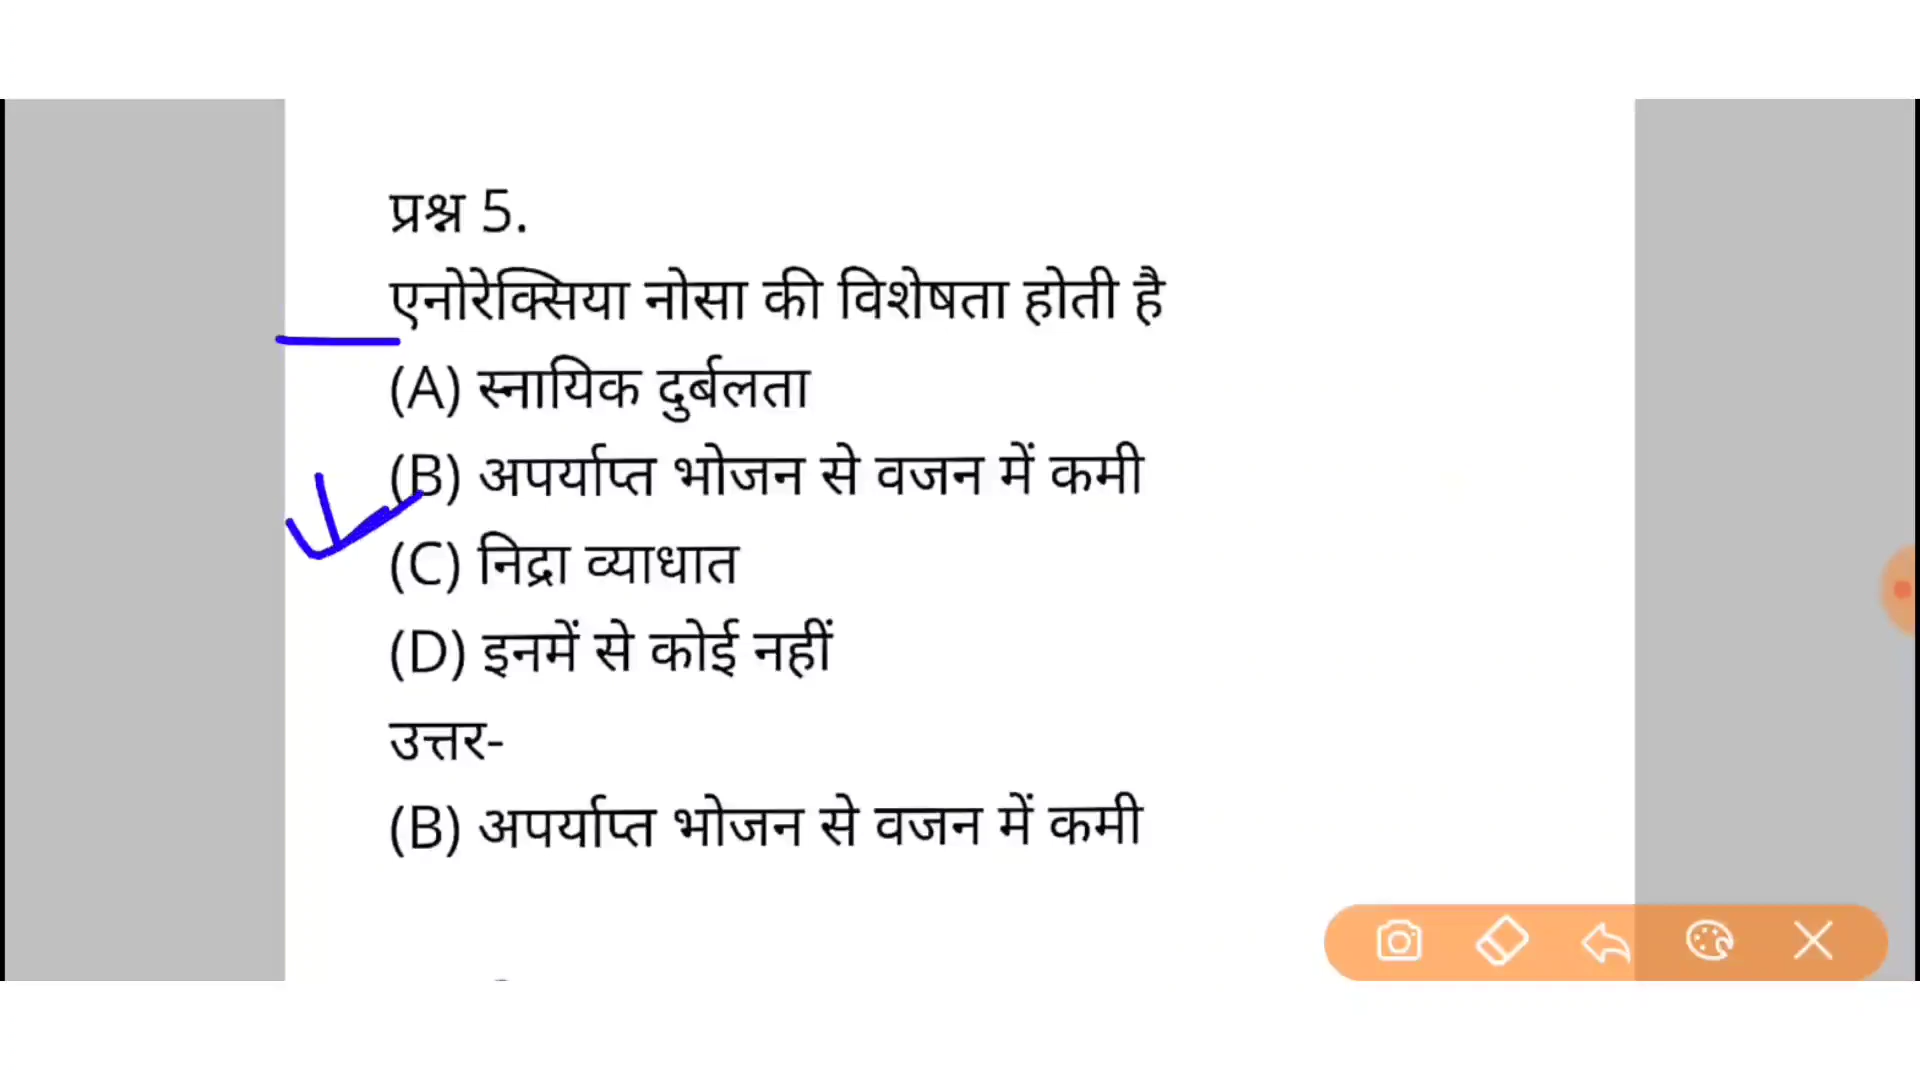 प्रश्न 5.
एनोरेक्सिया नोसा की विशेषता होती है
(A) स्नायिक दुर्बलता
(B) अपर्याप्त भोजन से वजन में कमी
(C) निद्रा व्याधात
(D) इनमें से कोई नहीं
उत्तर-
(B) अपर्याप्त भोजन से वजन में कमी